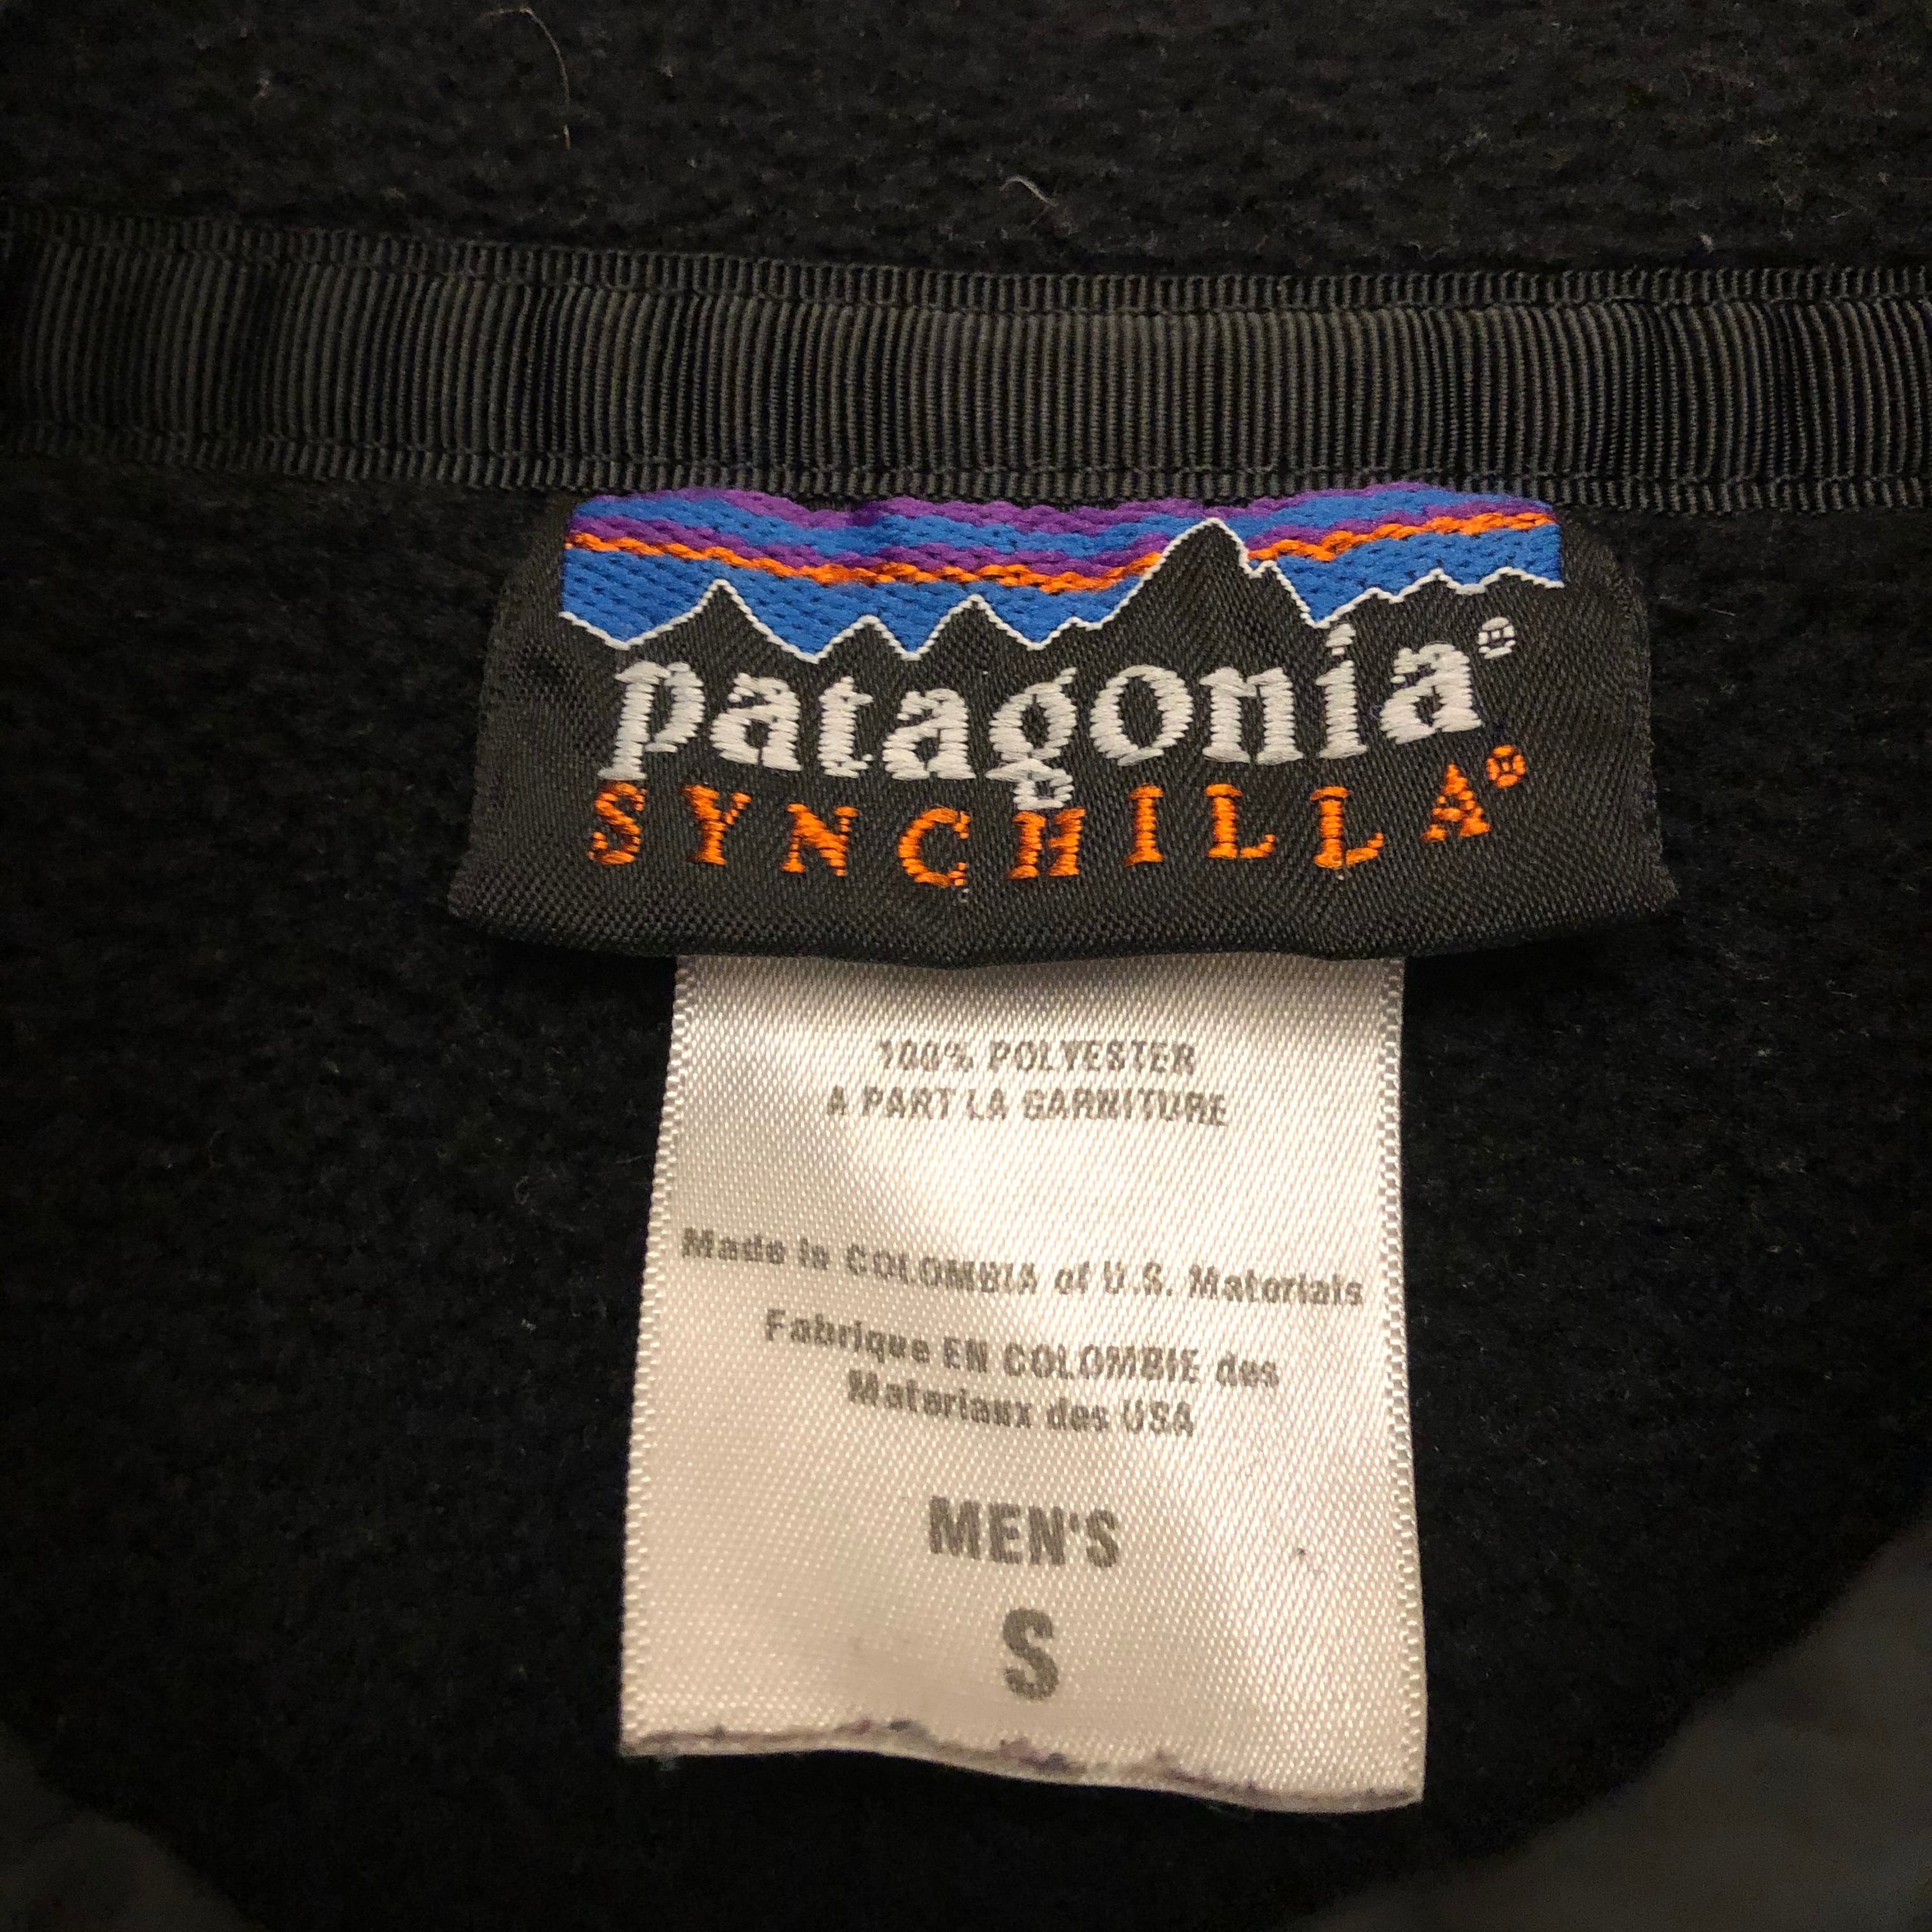 patagonia®
SYNCHILLA®
100% POLYESTER
A PART LA GARNITURE
Made in COLOMBIA of U.S. Materials
Fabrique EN COLOMBIE des
Materiaux des USA
MEN'S
S